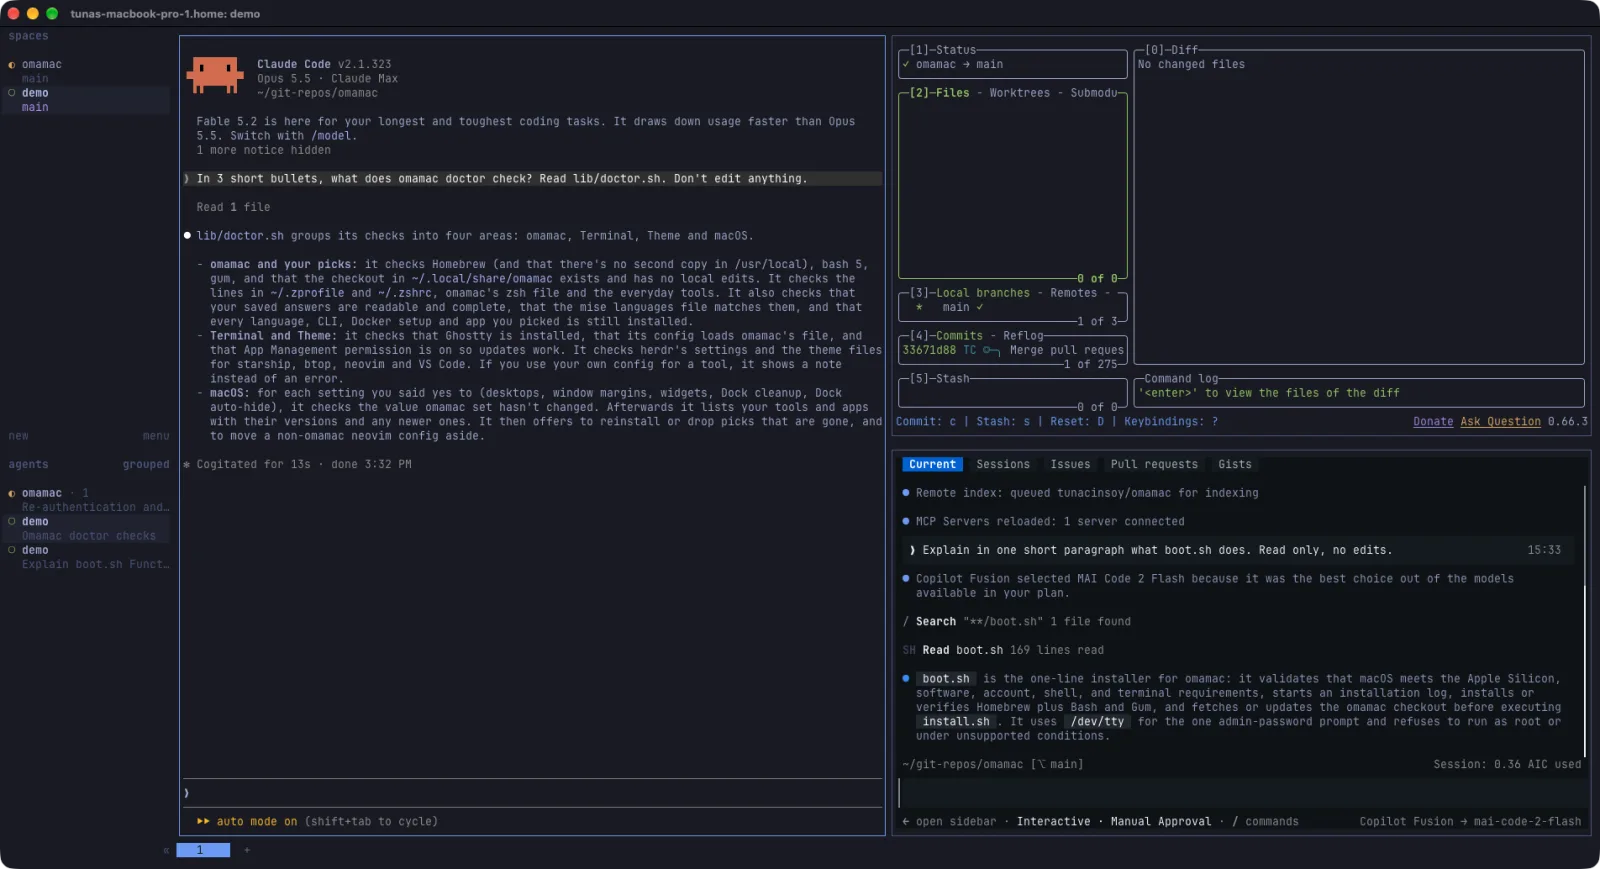 tunas-macbook-pro-1.home: demo
spaces
omamac
main
demo
main
new menu
agents grouped
omamac · 1
Re-authentication and…
demo
Omamac doctor checks
demo
Explain boot.sh Funct…
Claude Code v2.1.323
Opus 5.5 · Claude Max
~/git-repos/omamac
Fable 5.2 is here for your longest and toughest coding tasks. It draws down usage faster than Opus
5.5. Switch with /model.
1 more notice hidden
❯ In 3 short bullets, what does omamac doctor check? Read lib/doctor.sh. Don't edit anything.
Read 1 file
lib/doctor.sh groups its checks into four areas: omamac, Terminal, Theme and macOS.
- omamac and your picks: it checks Homebrew (and that there's no second copy in /usr/local), bash 5,
gum, and that the checkout in ~/.local/share/omamac exists and has no local edits. It checks the
lines in ~/.zprofile and ~/.zshrc, omamac's zsh file and the everyday tools. It also checks that
your saved answers are readable and complete, that the mise languages file matches them, and that
every language, CLI, Docker setup and app you picked is still installed.
- Terminal and Theme: it checks that Ghostty is installed, that its config loads omamac's file, and
that App Management permission is on so updates work. It checks herdr's settings and the theme files
for starship, btop, neovim and VS Code. If you use your own config for a tool, it shows a note
instead of an error.
- macOS: for each setting you said yes to (desktops, window margins, widgets, Dock cleanup, Dock
auto-hide), it checks the value omamac set hasn't changed. Afterwards it lists your tools and apps
with their versions and any newer ones. It then offers to reinstall or drop picks that are gone, and
to move a non-omamac neovim config aside.
✻ Cogitated for 13s · done 3:32 PM
❯
⏵⏵ auto mode on (shift+tab to cycle)
« 1 +
[1]─Status
✓ omamac → main
[2]─Files - Worktrees - Submodu
0 of 0
[3]─Local branches - Remotes -
* main ✓
1 of 3
[4]─Commits - Reflog
33671d88 TC Merge pull reques
1 of 275
[5]─Stash
0 of 0
[0]─Diff
No changed files
Command log
'<enter>' to view the files of the diff
Commit: c | Stash: s | Reset: D | Keybindings: ? Donate Ask Question 0.66.3
Current Sessions Issues Pull requests Gists
● Remote index: queued tunacinsoy/omamac for indexing
● MCP Servers reloaded: 1 server connected
❯ Explain in one short paragraph what boot.sh does. Read only, no edits. 15:33
● Copilot Fusion selected MAI Code 2 Flash because it was the best choice out of the models
available in your plan.
/ Search "**/boot.sh" 1 file found
SH Read boot.sh 169 lines read
● boot.sh is the one-line installer for omamac: it validates that macOS meets the Apple Silicon,
software, account, shell, and terminal requirements, starts an installation log, installs or
verifies Homebrew plus Bash and Gum, and fetches or updates the omamac checkout before executing
install.sh . It uses /dev/tty for the one admin-password prompt and refuses to run as root or
under unsupported conditions.
~/git-repos/omamac [⌥ main] Session: 0.36 AIC used
← open sidebar · Interactive · Manual Approval · / commands Copilot Fusion → mai-code-2-flash